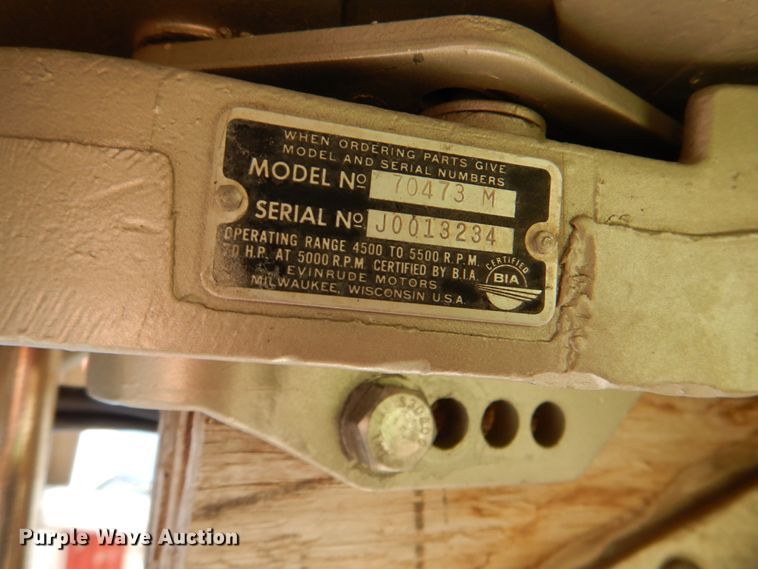 WHEN ORDERING PARTS GIVE
MODEL AND SERIAL NUMBERS
MODEL Nº 70473 M
SERIAL Nº J0013234
OPERATING RANGE 4500 TO 5500 R.P.M.
70 H.P. AT 5000 R.P.M. CERTIFIED BY B.I.A.
EVINRUDE MOTORS
MILWAUKEE, WISCONSIN U.S.A.
CERTIFIED
BIA
Purple Wave Auction